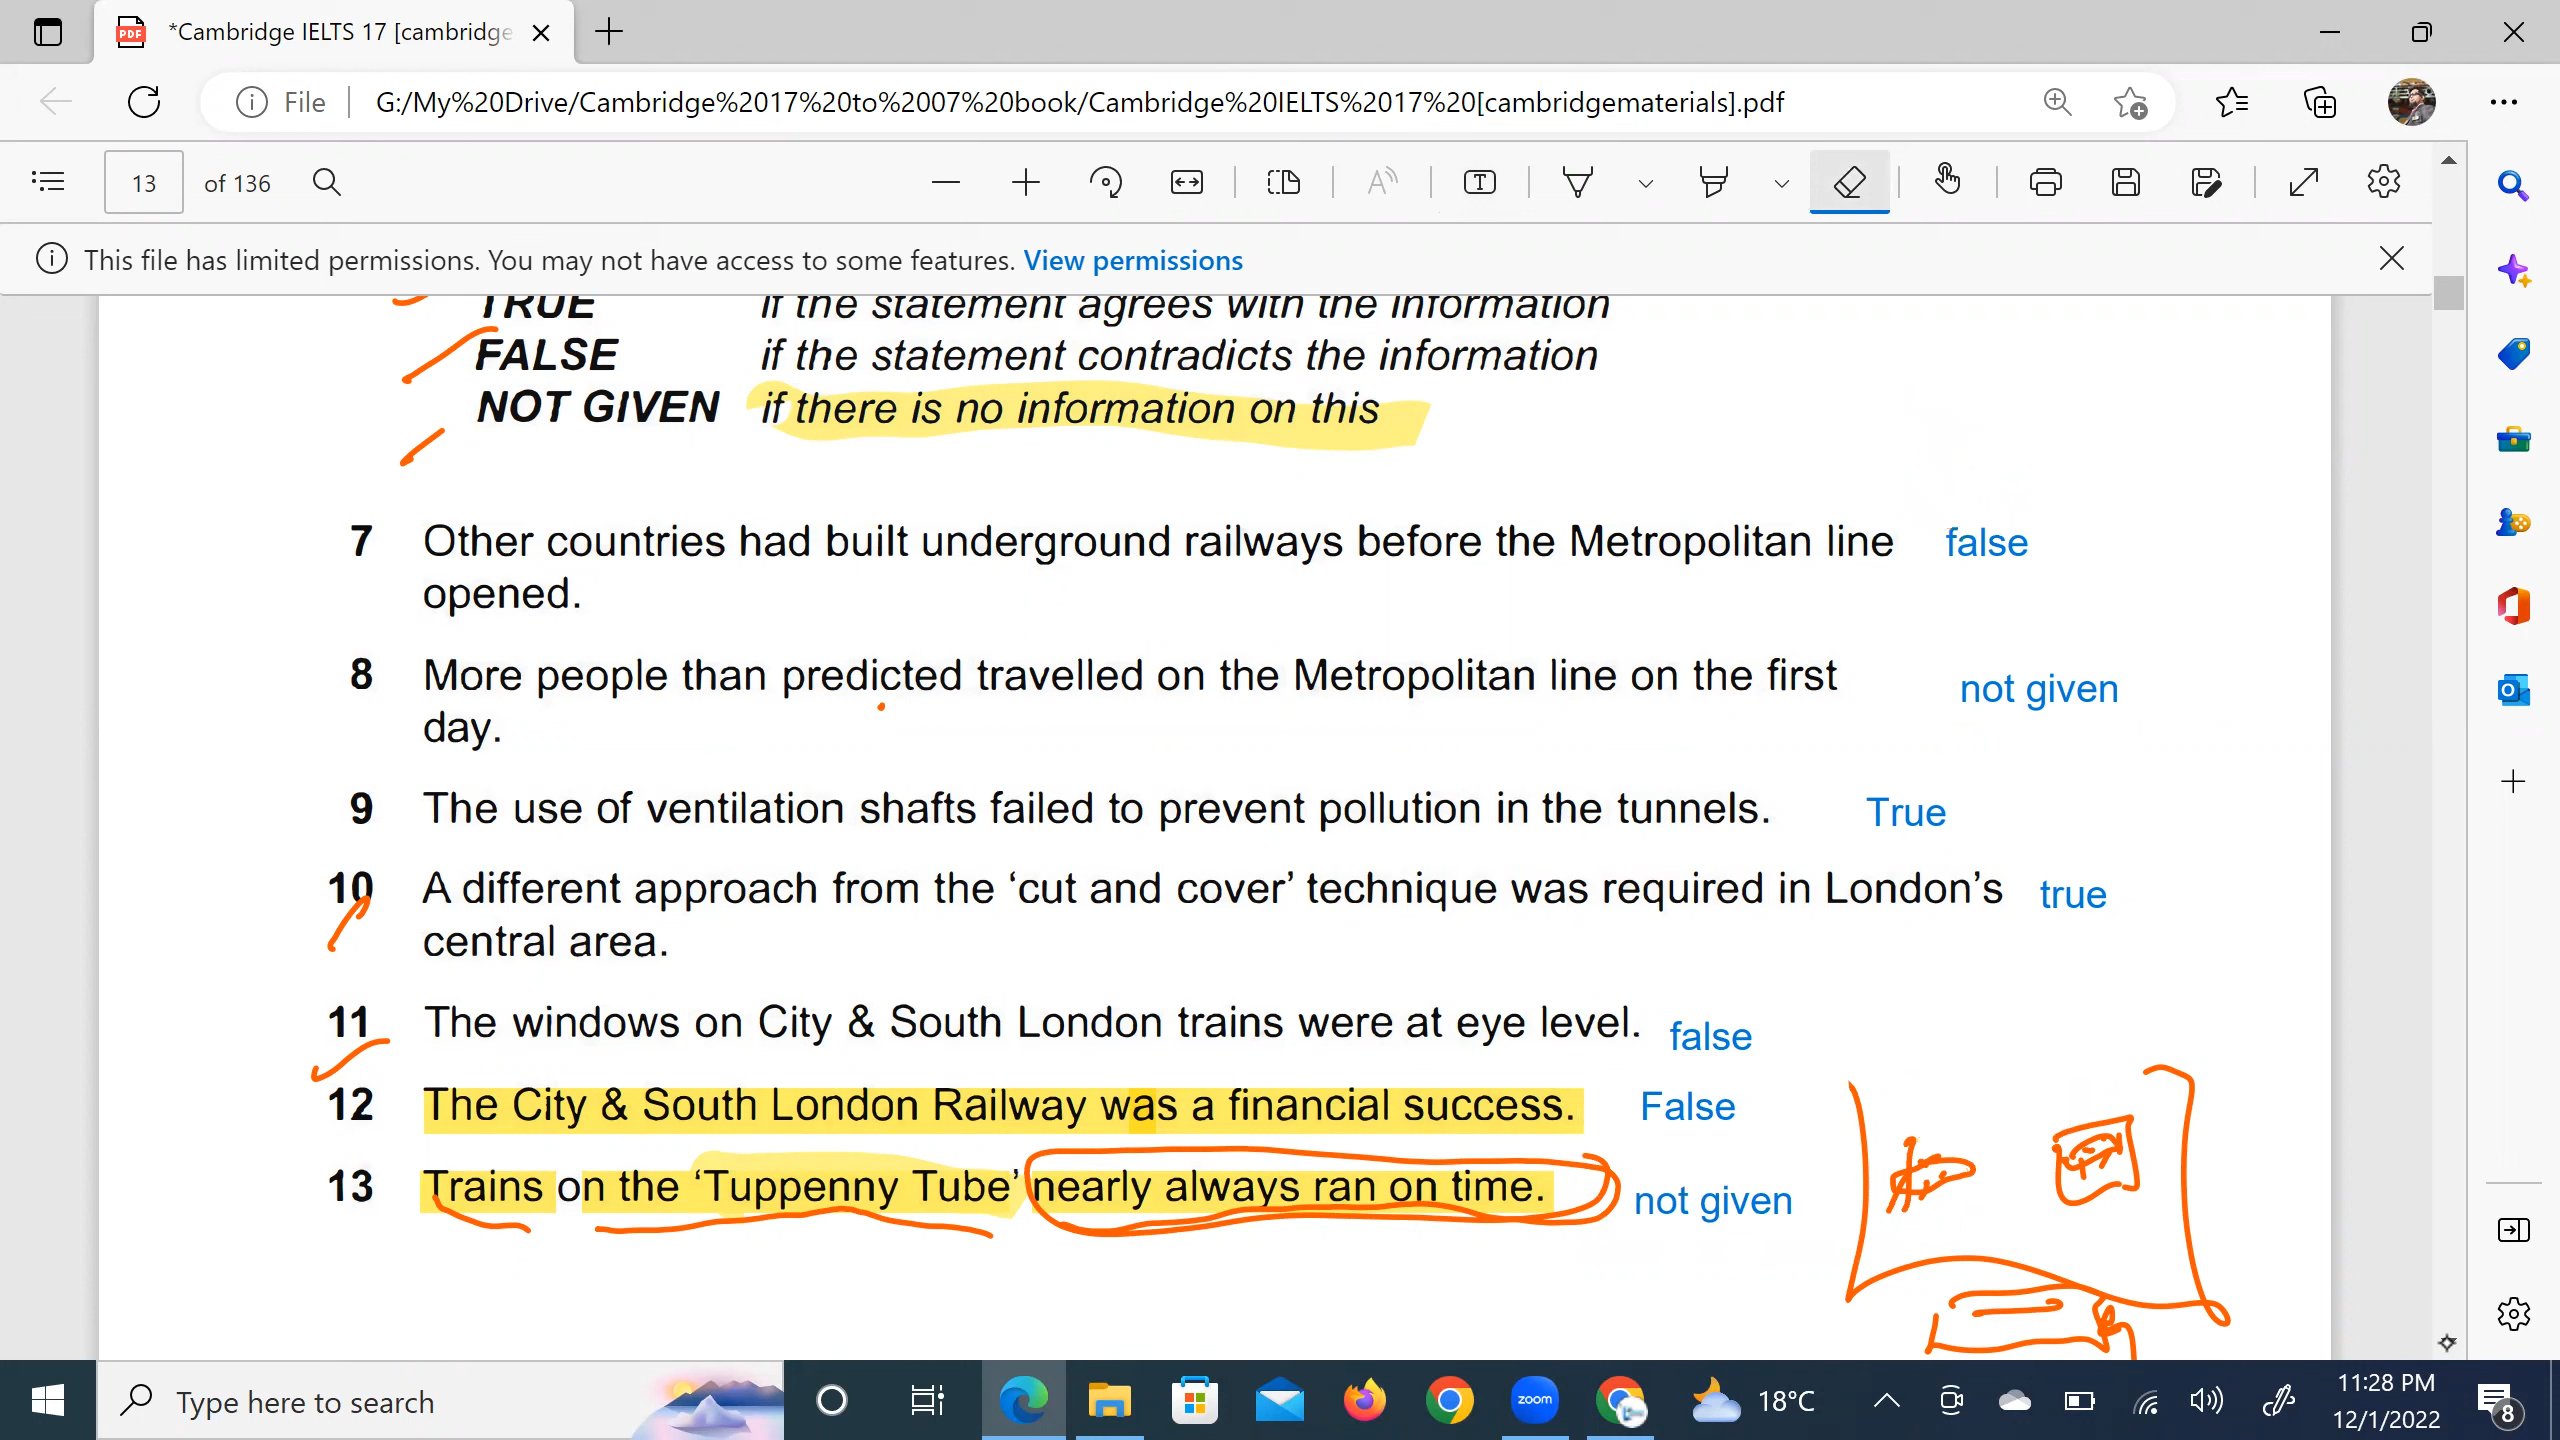 *Cambridge IELTS 17 [cambridge
File
G:/My%20Drive/Cambridge%2017%20to%2007%20book/Cambridge%20IELTS%2017%20[cambridgematerials].pdf
13 of 136
This file has limited permissions. You may not have access to some features. View permissions
TRUE if the statement agrees with the information
FALSE if the statement contradicts the information
NOT GIVEN if there is no information on this
7 Other countries had built underground railways before the Metropolitan line false
opened.
8 More people than predicted travelled on the Metropolitan line on the first not given
day.
9 The use of ventilation shafts failed to prevent pollution in the tunnels. True
10 A different approach from the ‘cut and cover’ technique was required in London’s true
central area.
11 The windows on City & South London trains were at eye level. false
12 The City & South London Railway was a financial success. False
13 Trains on the ‘Tuppenny Tube’ nearly always ran on time. not given
Type here to search
zoom
18°C
11:28 PM
12/1/2022
8